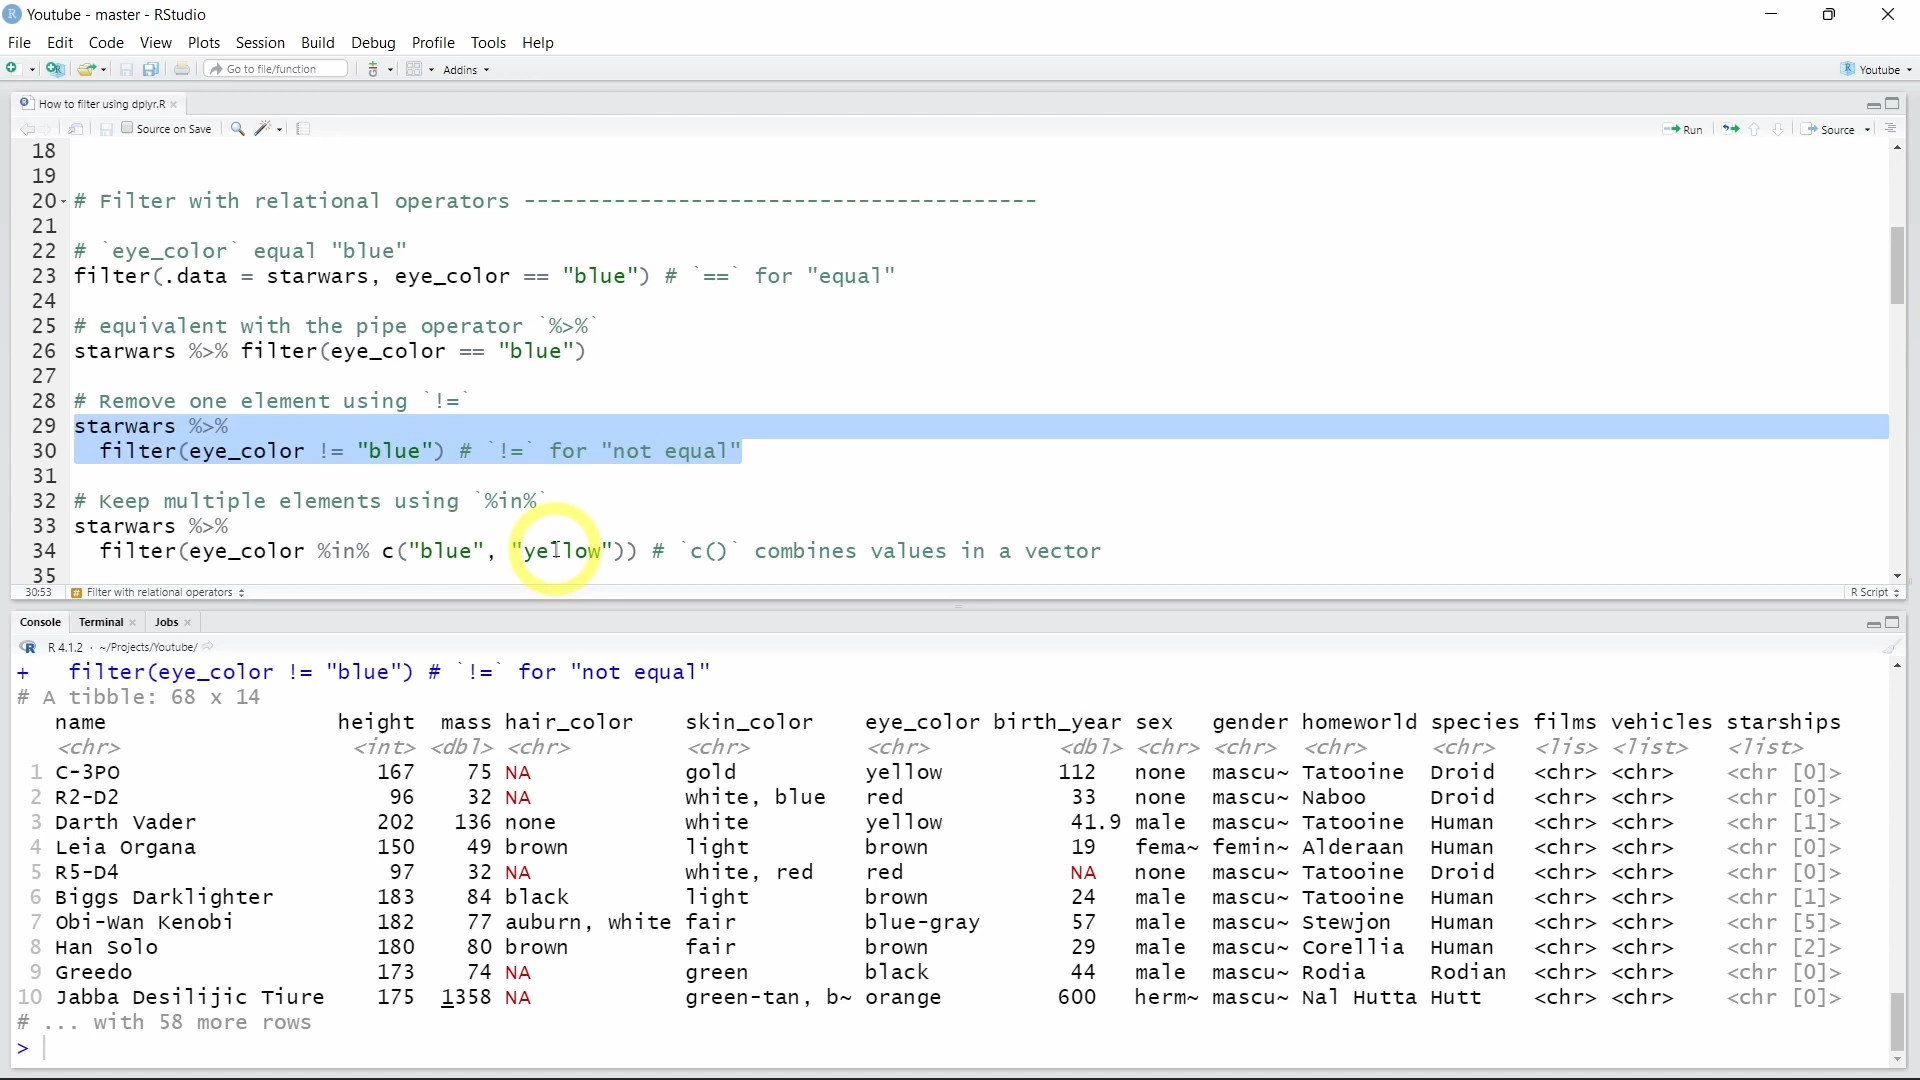 Youtube - master - RStudio
File Edit Code View Plots Session Build Debug Profile Tools Help
Go to file/function Addins Youtube
How to filter using dplyr.R
Source on Save Run Source
18
19
20 # Filter with relational operators ----------------------------------------
21
22 # `eye_color` equal "blue"
23 filter(.data = starwars, eye_color == "blue") # `==` for "equal"
24
25 # equivalent with the pipe operator `%>%`
26 starwars %>% filter(eye_color == "blue")
27
28 # Remove one element using `!=`
29 starwars %>%
30   filter(eye_color != "blue") # `!=` for "not equal"
31
32 # Keep multiple elements using `%in%`
33 starwars %>%
34   filter(eye_color %in% c("blue", "yellow")) # `c()` combines values in a vector
35
30:53 # Filter with relational operators R Script
Console Terminal Jobs
R 4.1.2 · ~/Projects/Youtube/
+   filter(eye_color != "blue") # `!=` for "not equal"
# A tibble: 68 x 14
name height mass hair_color skin_color eye_color birth_year sex gender homeworld species films vehicles starships
<chr> <int> <dbl> <chr> <chr> <chr> <dbl> <chr> <chr> <chr> <chr> <lis> <list> <list>
1 C-3PO 167 75 NA gold yellow 112 none mascu~ Tatooine Droid <chr> <chr> <chr [0]>
2 R2-D2 96 32 NA white, blue red 33 none mascu~ Naboo Droid <chr> <chr> <chr [0]>
3 Darth Vader 202 136 none white yellow 41.9 male mascu~ Tatooine Human <chr> <chr> <chr [1]>
4 Leia Organa 150 49 brown light brown 19 fema~ femin~ Alderaan Human <chr> <chr> <chr [0]>
5 R5-D4 97 32 NA white, red red NA none mascu~ Tatooine Droid <chr> <chr> <chr [0]>
6 Biggs Darklighter 183 84 black light brown 24 male mascu~ Tatooine Human <chr> <chr> <chr [1]>
7 Obi-Wan Kenobi 182 77 auburn, white fair blue-gray 57 male mascu~ Stewjon Human <chr> <chr> <chr [5]>
8 Han Solo 180 80 brown fair brown 29 male mascu~ Corellia Human <chr> <chr> <chr [2]>
9 Greedo 173 74 NA green black 44 male mascu~ Rodia Rodian <chr> <chr> <chr [0]>
10 Jabba Desilijic Tiure 175 1358 NA green-tan, b~ orange 600 herm~ mascu~ Nal Hutta Hutt <chr> <chr> <chr [0]>
# ... with 58 more rows
>